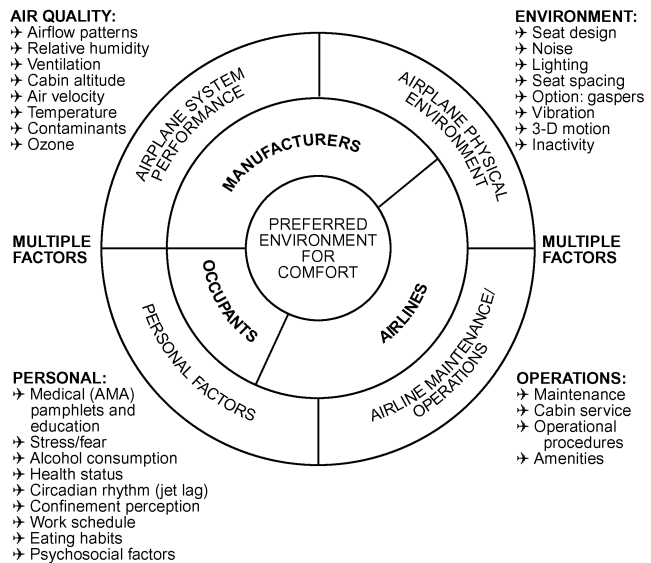 AIR QUALITY:
✈ Airflow patterns
✈ Relative humidity
✈ Ventilation
✈ Cabin altitude
✈ Air velocity
✈ Temperature
✈ Contaminants
✈ Ozone
ENVIRONMENT:
✈ Seat design
✈ Noise
✈ Lighting
✈ Seat spacing
✈ Option: gaspers
✈ Vibration
✈ 3-D motion
✈ Inactivity
AIRPLANE SYSTEM
PERFORMANCE
AIRPLANE PHYSICAL
ENVIRONMENT
MANUFACTURERS
PREFERRED
ENVIRONMENT
FOR
COMFORT
MULTIPLE
FACTORS
MULTIPLE
FACTORS
OCCUPANTS
AIRLINES
PERSONAL FACTORS
AIRLINE MAINTENANCE/
OPERATIONS
PERSONAL:
✈ Medical (AMA)
pamphlets and
education
✈ Stress/fear
✈ Alcohol consumption
✈ Health status
✈ Circadian rhythm (jet lag)
✈ Confinement perception
✈ Work schedule
✈ Eating habits
✈ Psychosocial factors
OPERATIONS:
✈ Maintenance
✈ Cabin service
✈ Operational
procedures
✈ Amenities